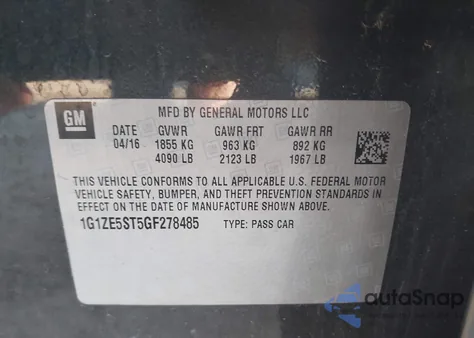 GM
MFD BY GENERAL MOTORS LLC
DATE GVWR GAWR FRT GAWR RR
04/16 1855 KG 963 KG 892 KG
4090 LB 2123 LB 1967 LB
THIS VEHICLE CONFORMS TO ALL APPLICABLE U.S. FEDERAL MOTOR
VEHICLE SAFETY, BUMPER, AND THEFT PREVENTION STANDARDS IN
EFFECT ON THE DATE OF MANUFACTURE SHOWN ABOVE.
1G1ZE5ST5GF278485 TYPE: PASS CAR
autoSnap